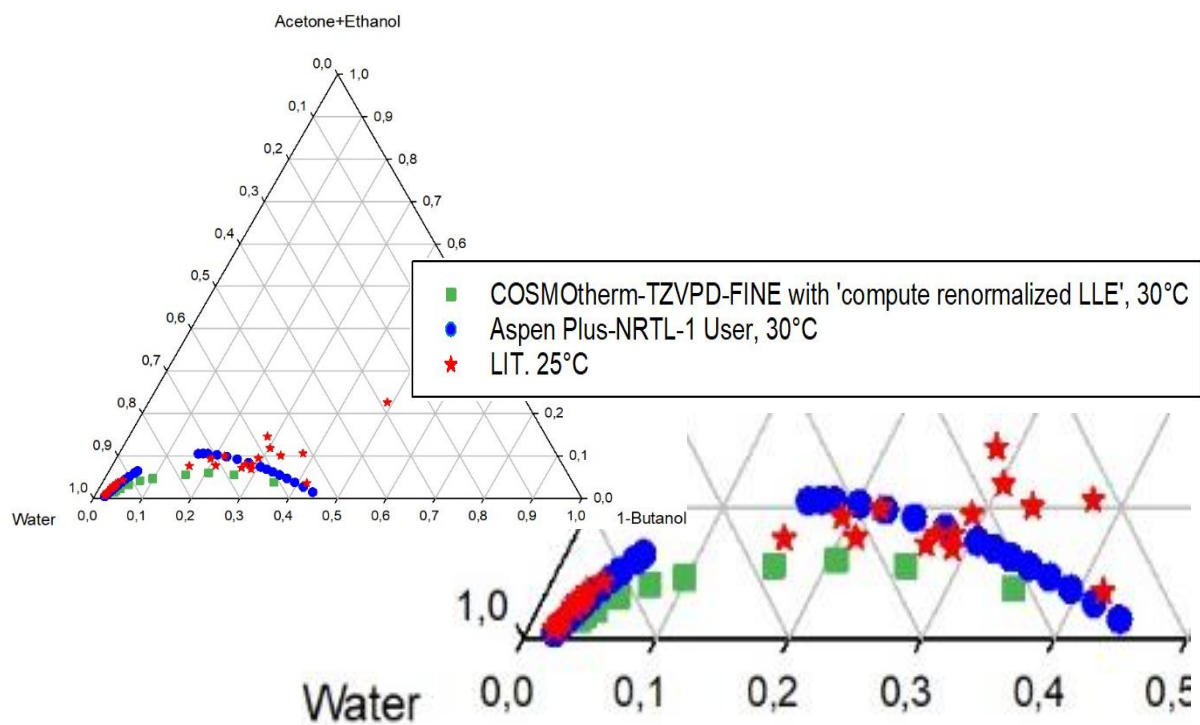 Acetone+Ethanol
0,0 1,0
0,1 0,9
0,2 0,8
0,3 0,7
0,4 0,6
0,5
COSMOtherm-TZVPD-FINE with 'compute renormalized LLE', 30°C
Aspen Plus-NRTL-1 User, 30°C
LIT. 25°C
0,6
0,7
0,8 0,2
0,9 0,1
1,0 0,0
Water 0,0 0,1 0,2 0,3 0,4 0,5 0,6 0,7 0,8 0,9 1,0 1-Butanol
1,0
Water 0,0 0,1 0,2 0,3 0,4